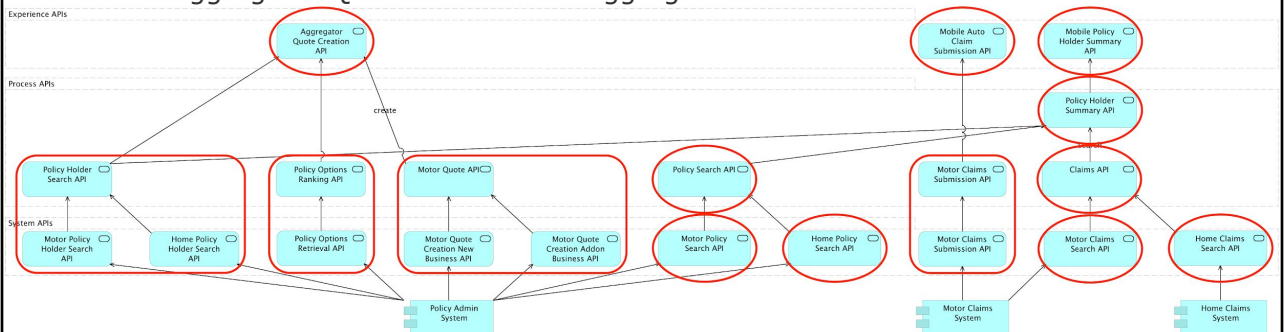 Experience APIs
Aggregator
Quote Creation
API
Mobile Auto
Claim
Submission API
Mobile Policy
Holder Summary
API
Process APIs
create
Policy Holder
Summary API
search
Policy Holder
Search API
Policy Options
Ranking API
Motor Quote API
Policy Search API
Motor Claims
Submission API
Claims API
System APIs
Motor Policy
Holder Search
API
Home Policy
Holder Search
API
Policy Options
Retrieval API
Motor Quote
Creation New
Business API
Motor Quote
Creation Addon
Business API
Motor Policy
Search API
Home Policy
Search API
Motor Claims
Submission API
Motor Claims
Search API
Home Claims
Search API
Policy Admin
System
Motor Claims
System
Home Claims
System